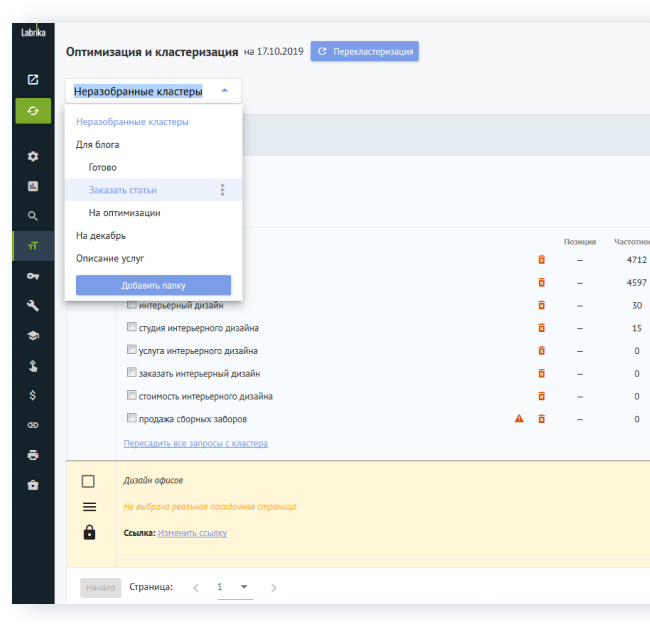 Labrika
Оптимизация и кластеризация на 17.10.2019 Перекластеризация
Неразобранные кластеры
Неразобранные кластеры
Для блога
Готово
Заказать статьи
На оптимизации
На декабрь
Описание услуг
Добавить папку
Позиция Частотнос
– 4712
– 4597
интерьерный дизайн – 30
студия интерьерного дизайна – 15
услуга интерьерного дизайна – 0
заказать интерьерный дизайн – 0
стоимость интерьерного дизайна – 0
продажа сборных заборов – 0
Пересадить все запросы с кластера
Дизайн офисов
Не выбрана реальная посадочная страница
Ссылка: Изменить ссылку
Начало Страница: 1